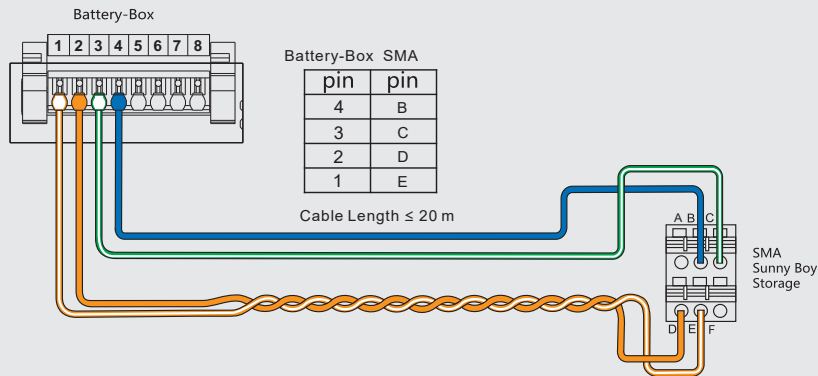 Battery-Box
1 2 3 4 5 6 7 8
Battery-Box SMA
pin pin
4 B
3 C
2 D
1 E
Cable Length ≤ 20 m
A B C
SMA
Sunny Boy
Storage
D E F